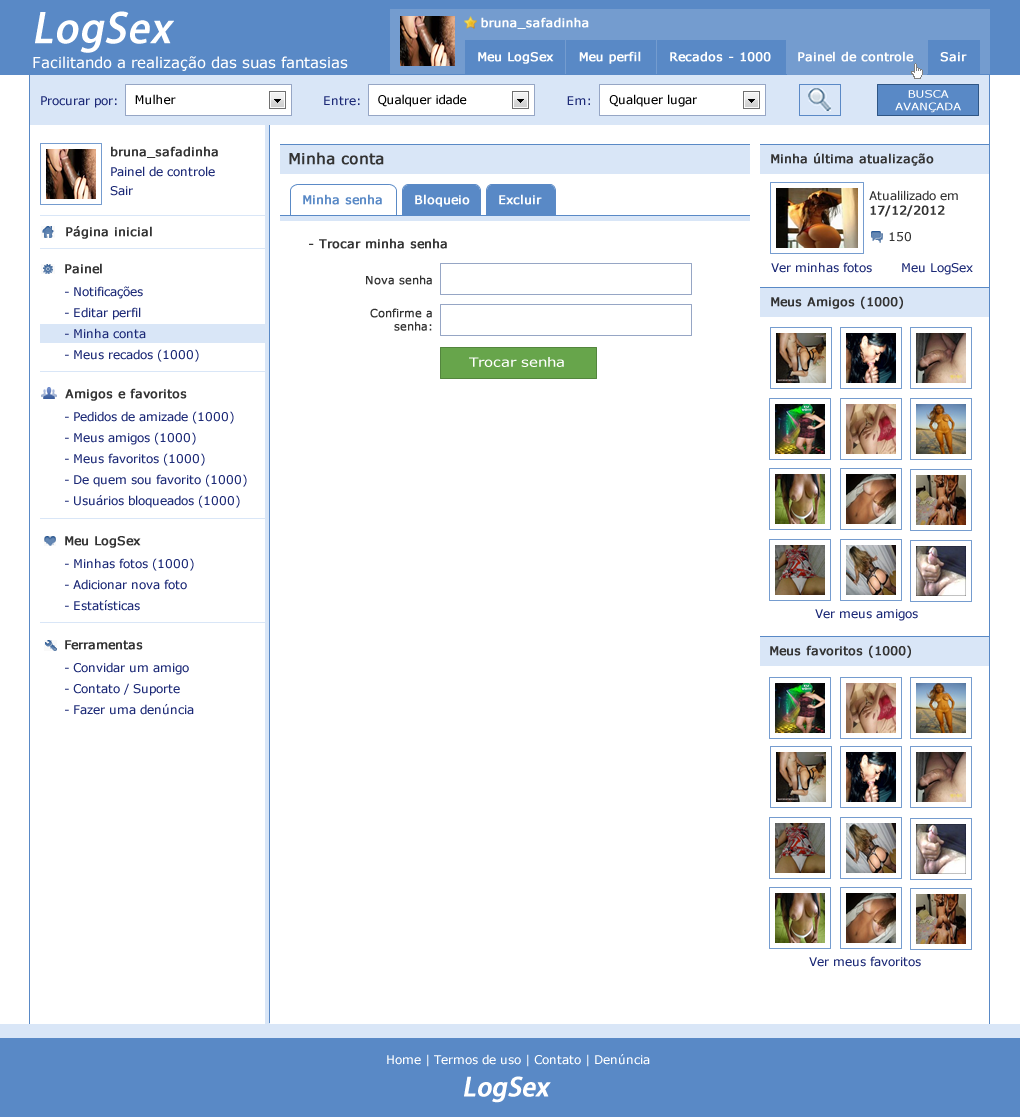 LogSex
Facilitando a realização das suas fantasias
bruna_safadinha
Meu LogSex
Meu perfil
Recados - 1000
Painel de controle
Sair
Procurar por:
Mulher
Entre:
Qualquer idade
Em:
Qualquer lugar
BUSCA
AVANÇADA
bruna_safadinha
Painel de controle
Sair
Página inicial
Painel
- Notificações
- Editar perfil
- Minha conta
- Meus recados (1000)
Amigos e favoritos
- Pedidos de amizade (1000)
- Meus amigos (1000)
- Meus favoritos (1000)
- De quem sou favorito (1000)
- Usuários bloqueados (1000)
Meu LogSex
- Minhas fotos (1000)
- Adicionar nova foto
- Estatísticas
Ferramentas
- Convidar um amigo
- Contato / Suporte
- Fazer uma denúncia
Minha conta
Minha senha
Bloqueio
Excluir
- Trocar minha senha
Nova senha
Confirme a
senha:
Trocar senha
Minha última atualização
Atualilizado em
17/12/2012
150
Ver minhas fotos
Meu LogSex
Meus Amigos (1000)
Ver meus amigos
Meus favoritos (1000)
Ver meus favoritos
Home | Termos de uso | Contato | Denúncia
LogSex